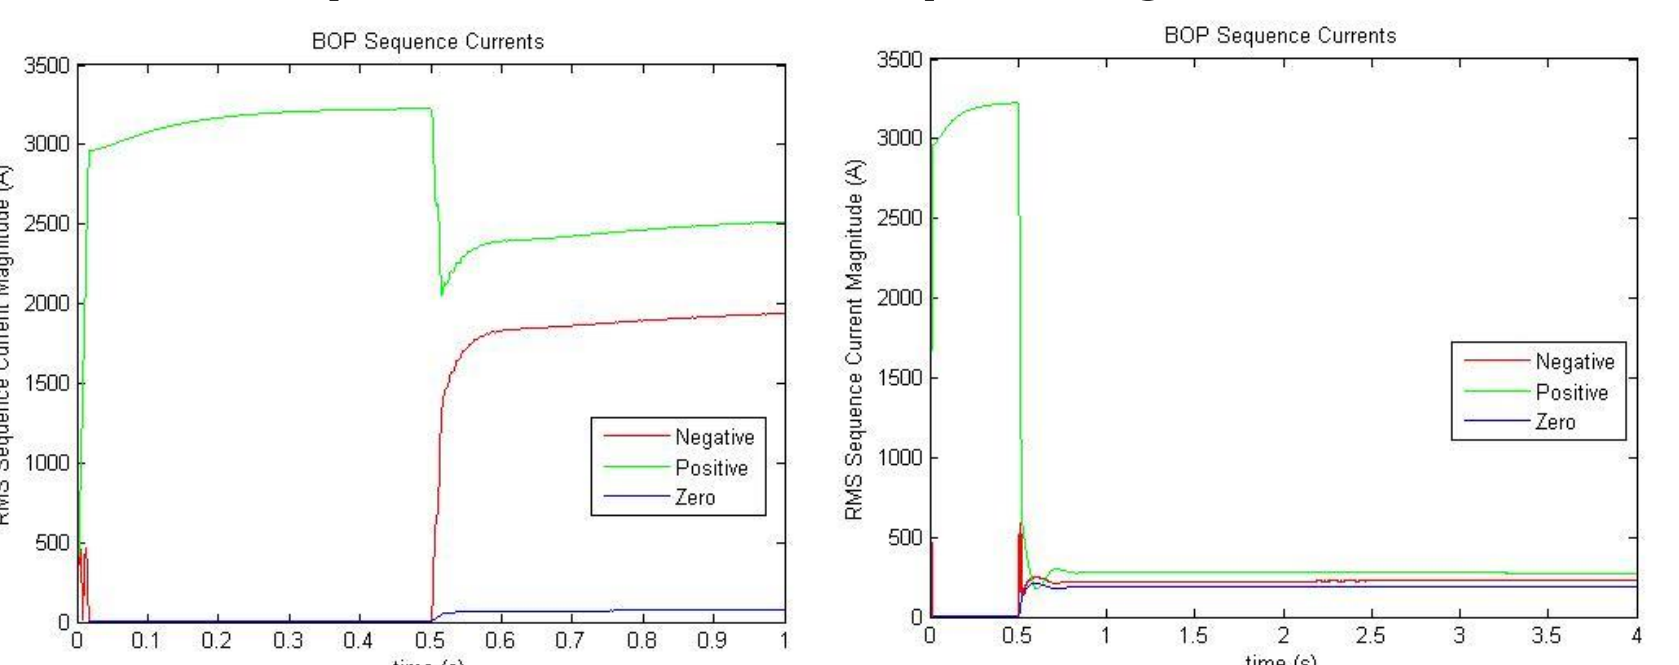 BOP Sequence Currents
RMS Sequence Current Magnitude (A)
3500
3000
2500
2000
1500
1000
500
0
Negative
Positive
Zero
0 0.1 0.2 0.3 0.4 0.5 0.6 0.7 0.8 0.9 1
time (s)
BOP Sequence Currents
RMS Sequence Current Magnitude (A)
3500
3000
2500
2000
1500
1000
500
0
Negative
Positive
Zero
0 0.5 1 1.5 2 2.5 3 3.5 4
time (s)